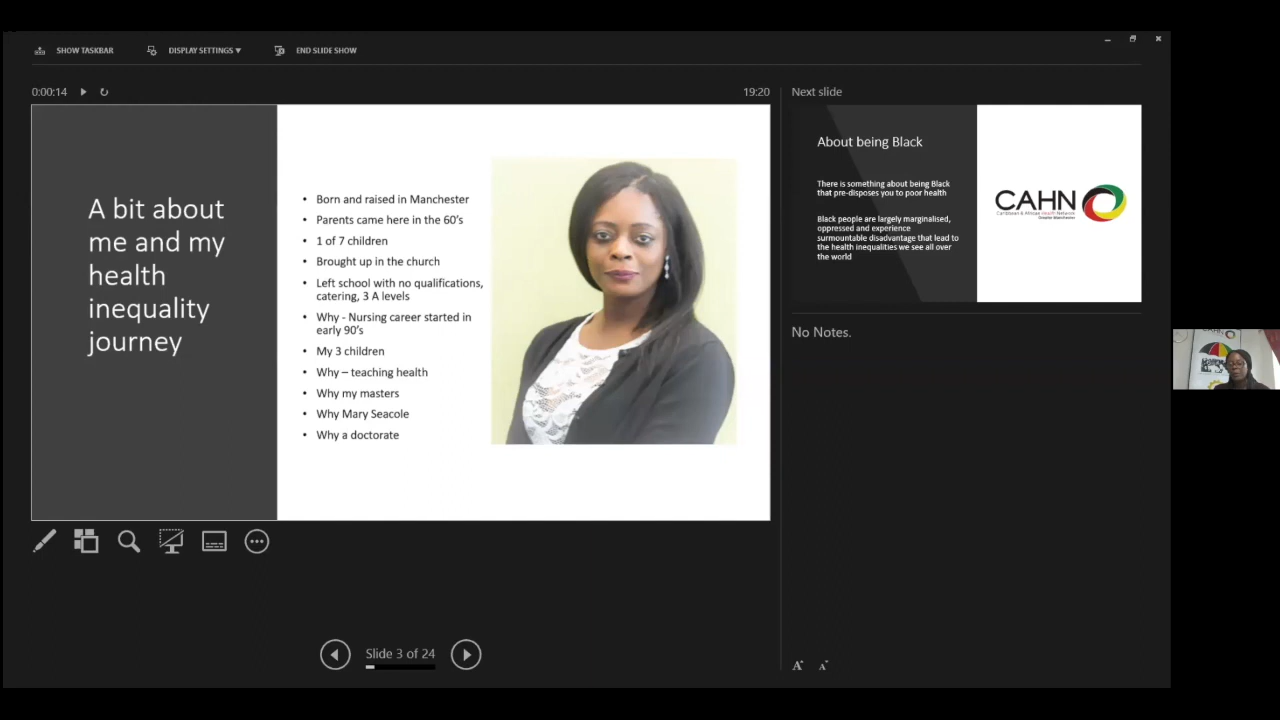 SHOW TASKBAR
DISPLAY SETTINGS ▼
END SLIDE SHOW
0:00:14
19:20
A bit about
me and my
health
inequality
journey
• Born and raised in Manchester
• Parents came here in the 60's
• 1 of 7 children
• Brought up in the church
• Left school with no qualifications,
catering, 3 A levels
• Why - Nursing career started in
early 90's
• My 3 children
• Why – teaching health
• Why my masters
• Why Mary Seacole
• Why a doctorate
Next slide
About being Black
There is something about being Black
that pre-disposes you to poor health
Black people are largely marginalised,
oppressed and experience
surmountable disadvantage that lead to
the health inequalities we see all over
the world
CAHN
Caribbean & African Health Network
Greater Manchester
No Notes.
Slide 3 of 24
A A